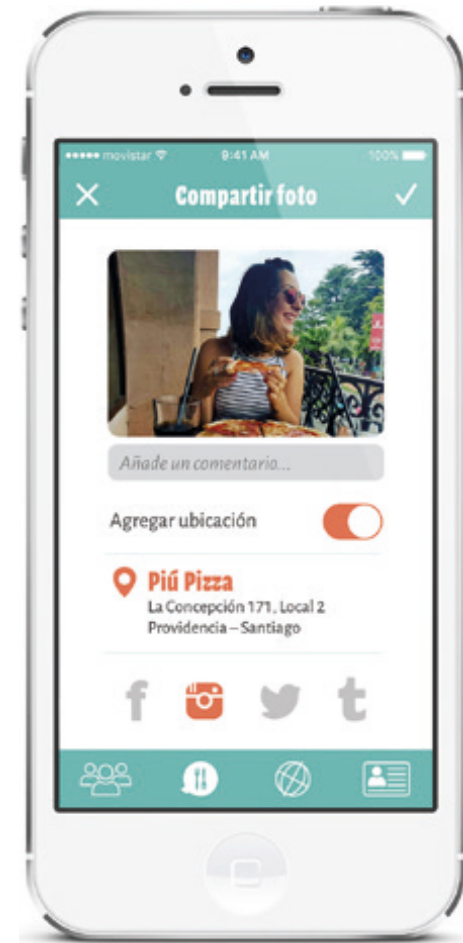 movistar 9:41 AM 100%
Compartir foto
Añade un comentario...
Agregar ubicación
Piú Pizza
La Concepción 171, Local 2
Providencia – Santiago
f t